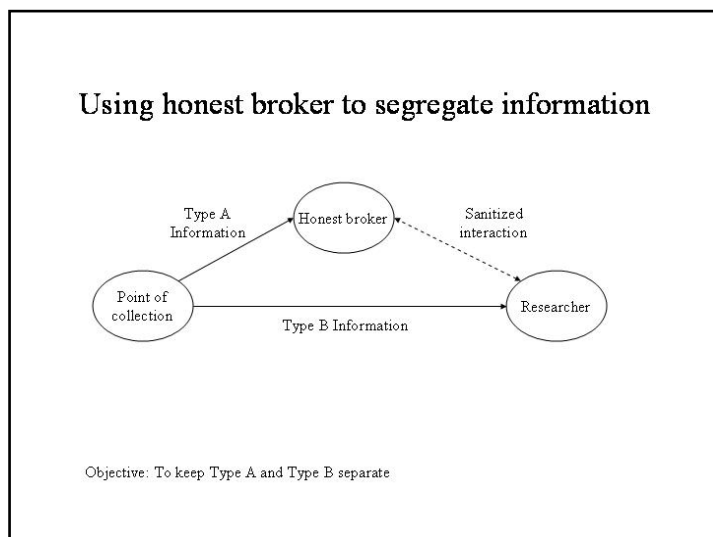 Using honest broker to segregate information
Type A
Information
Honest broker
Sanitized
interaction
Point of
collection
Researcher
Type B Information
Objective: To keep Type A and Type B separate